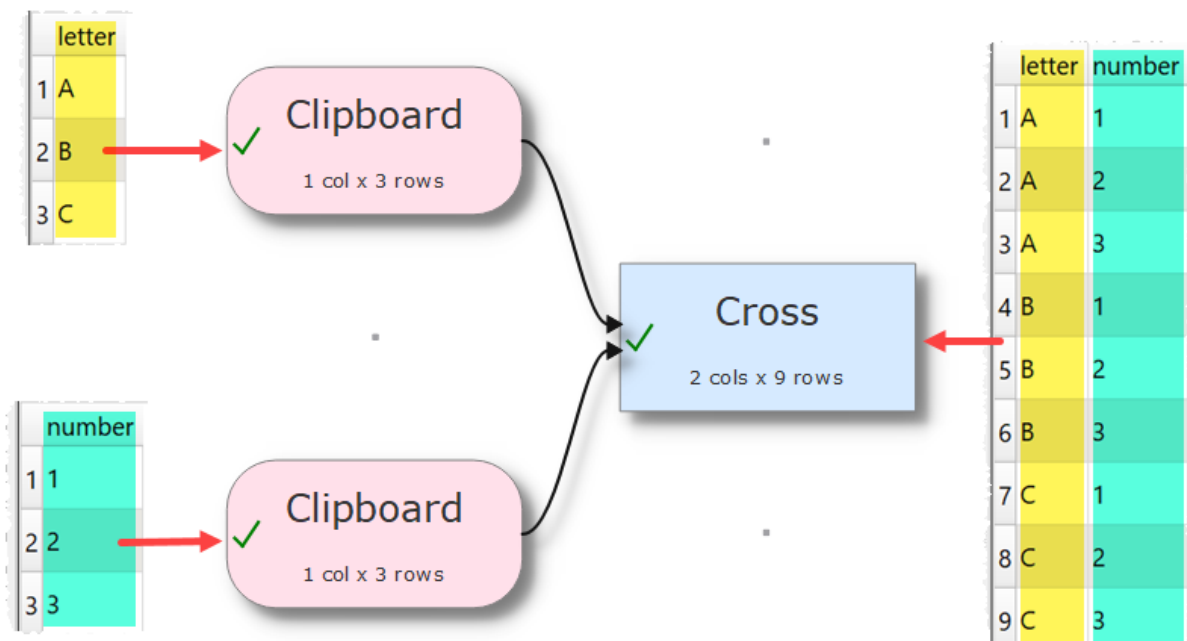 letter
1 A
2 B
3 C
Clipboard
1 col x 3 rows
number
1 1
2 2
3 3
Clipboard
1 col x 3 rows
Cross
2 cols x 9 rows
letter number
1 A 1
2 A 2
3 A 3
4 B 1
5 B 2
6 B 3
7 C 1
8 C 2
9 C 3